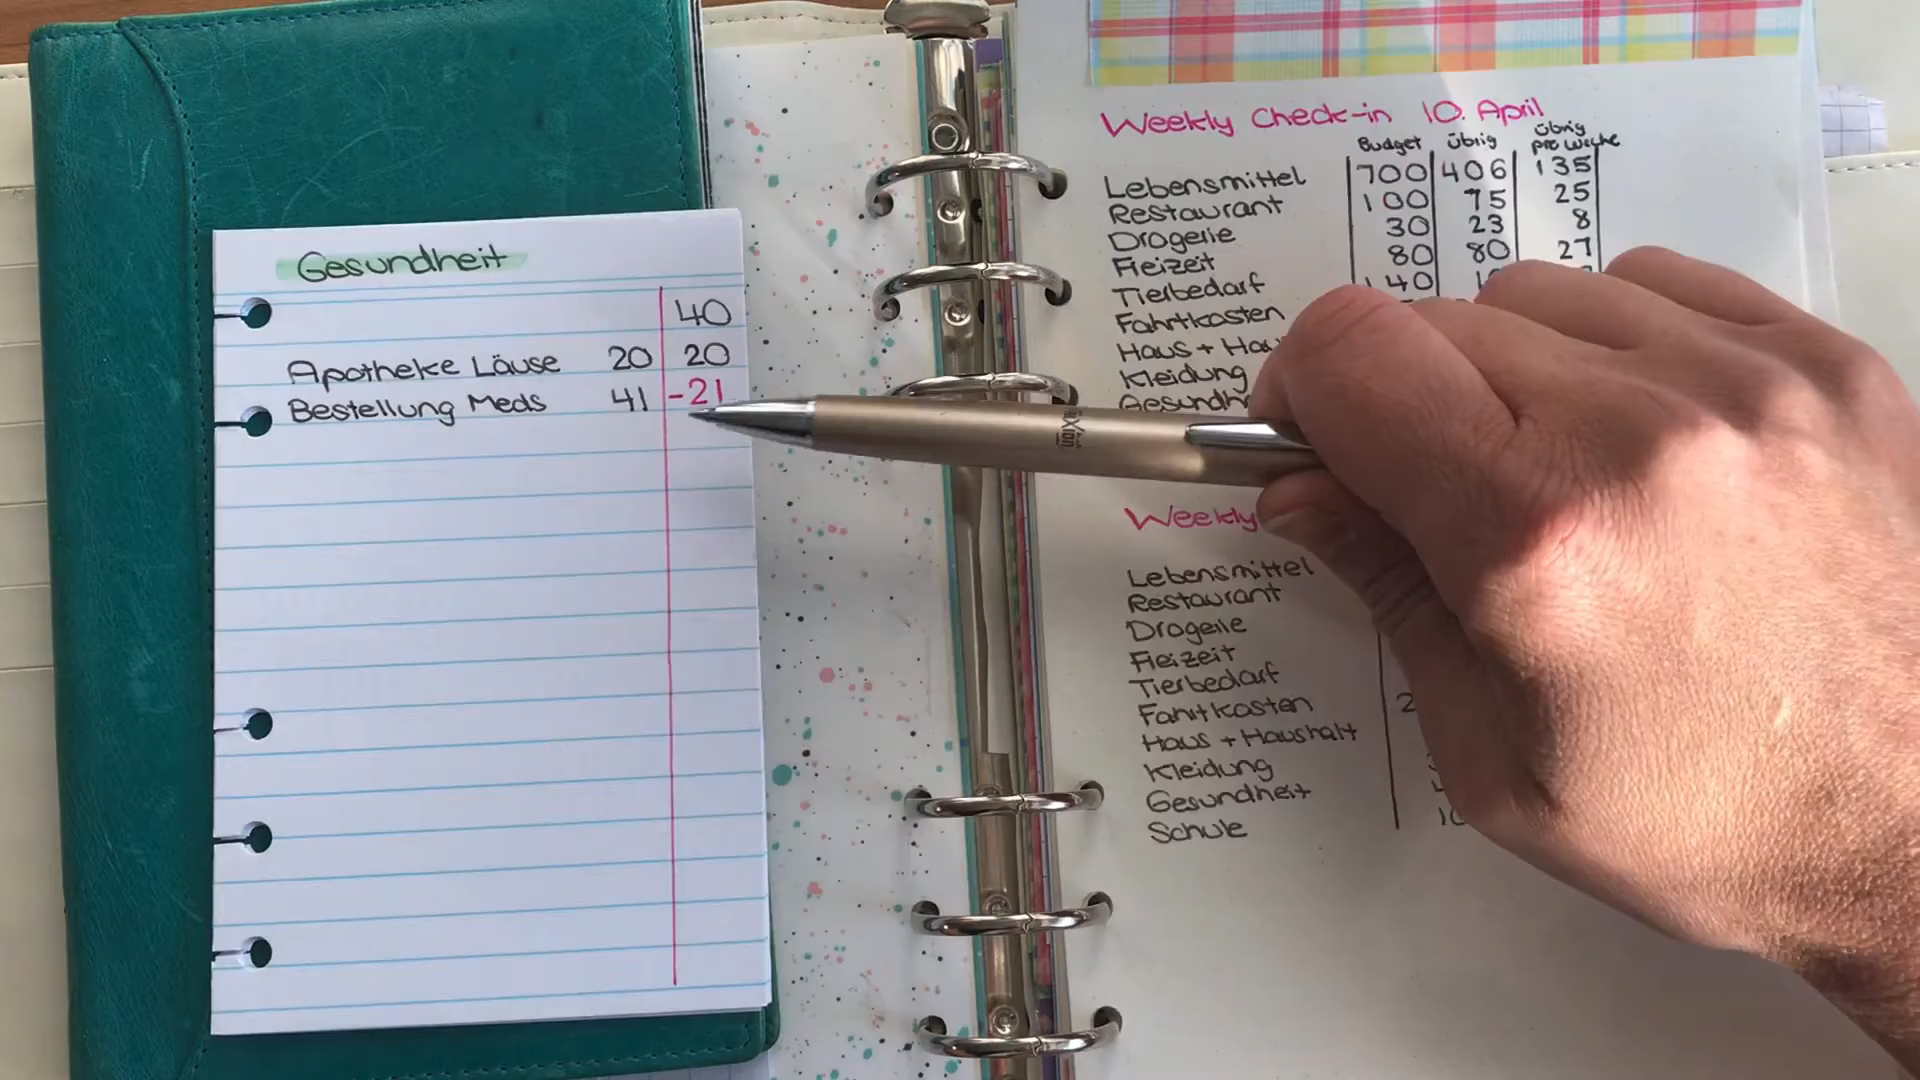 Gesundheit
40
Apotheke Läuse 20 20
Bestellung Meds 41 -21
Weekly Check-in 10. April
Budget übrig übrig pro Woche
Lebensmittel 700 406 135
Restaurant 100 75 25
Drogerie 30 23 8
Freizeit 80 80 27
Tierbedarf 140
Fahrtkosten
Haus +
Kleidung
Weekly
Lebensmittel
Restaurant
Drogerie
Freizeit
Tierbedarf
Fahrtkosten
Haus + Haushalt
Kleidung
Gesundheit
Schule